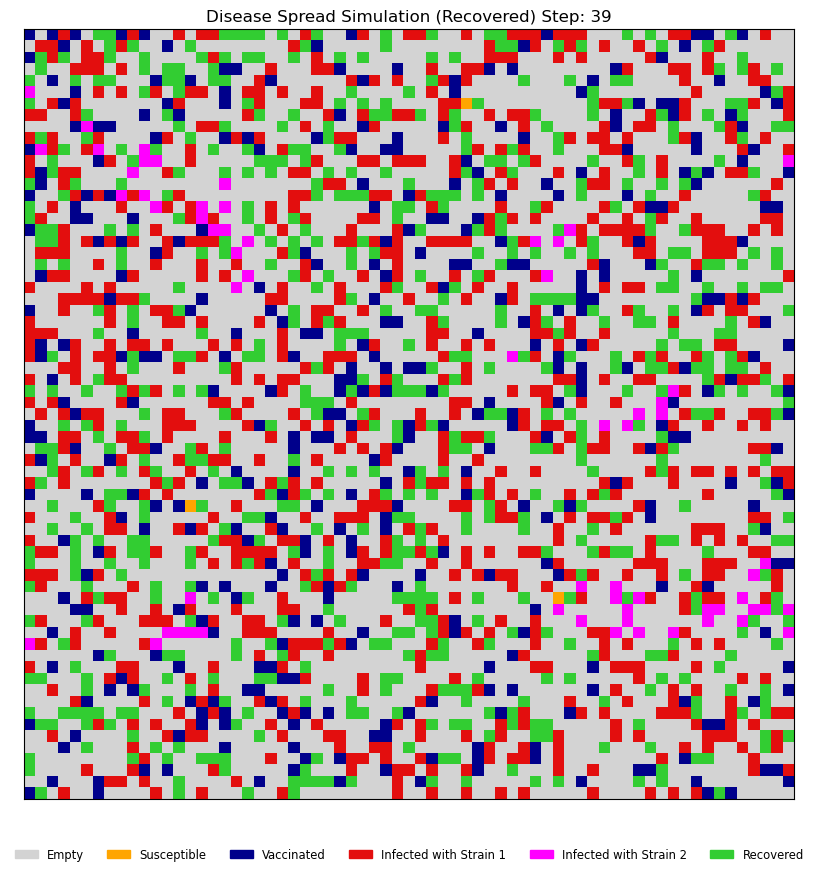 Disease Spread Simulation (Recovered) Step: 39
Empty Susceptible Vaccinated Infected with Strain 1 Infected with Strain 2 Recovered